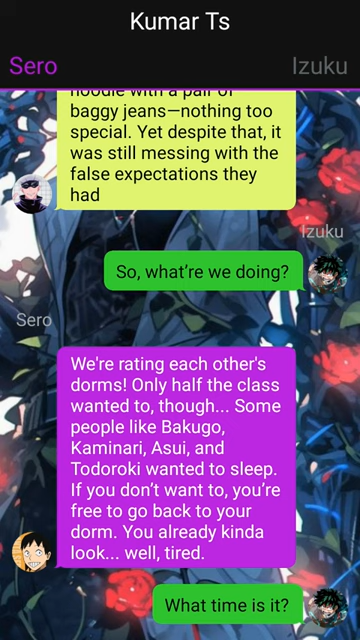 Kumar Ts
Sero
Izuku
noodie with a pair of
baggy jeans—nothing too
special. Yet despite that, it
was still messing with the
false expectations they
had
Izuku
So, what're we doing?
Sero
We're rating each other's
dorms! Only half the class
wanted to, though... Some
people like Bakugo,
Kaminari, Asui, and
Todoroki wanted to sleep.
If you don't want to, you're
free to go back to your
dorm. You already kinda
look... well, tired.
What time is it?